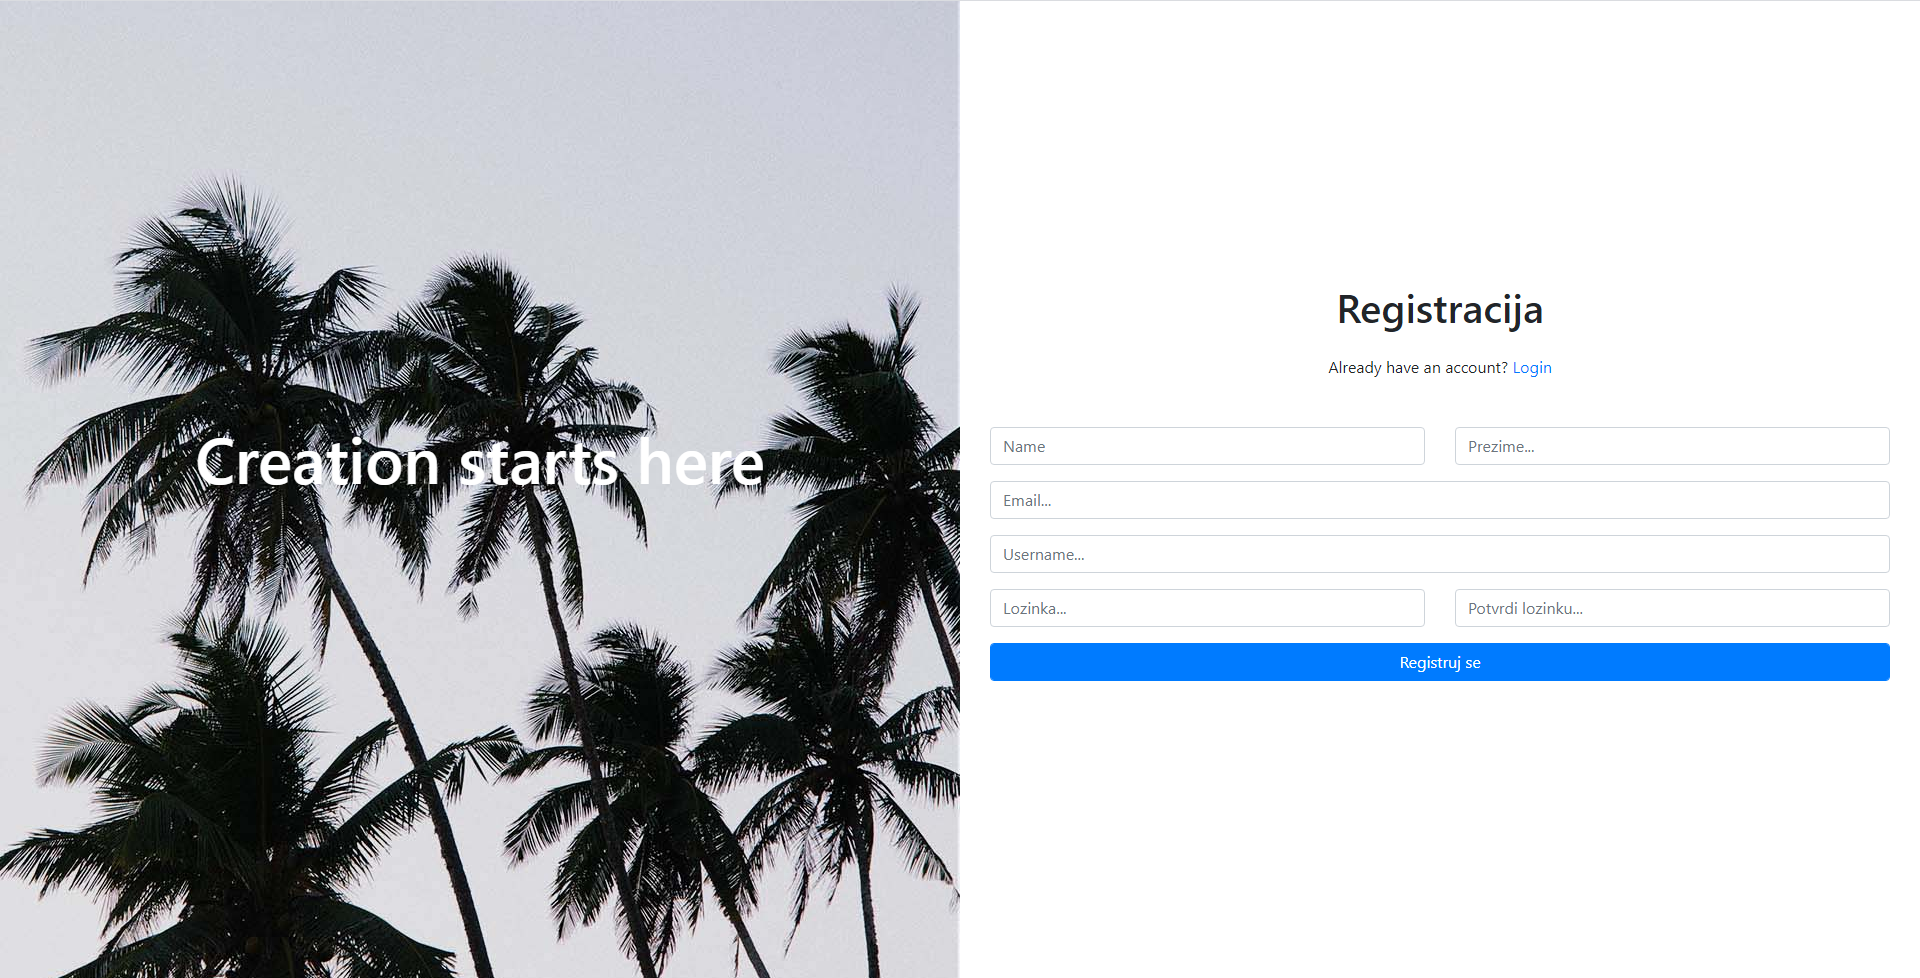 Creation starts here
Registracija
Already have an account? Login
Name
Prezime...
Email...
Username...
Lozinka...
Potvrdi lozinku...
Registruj se